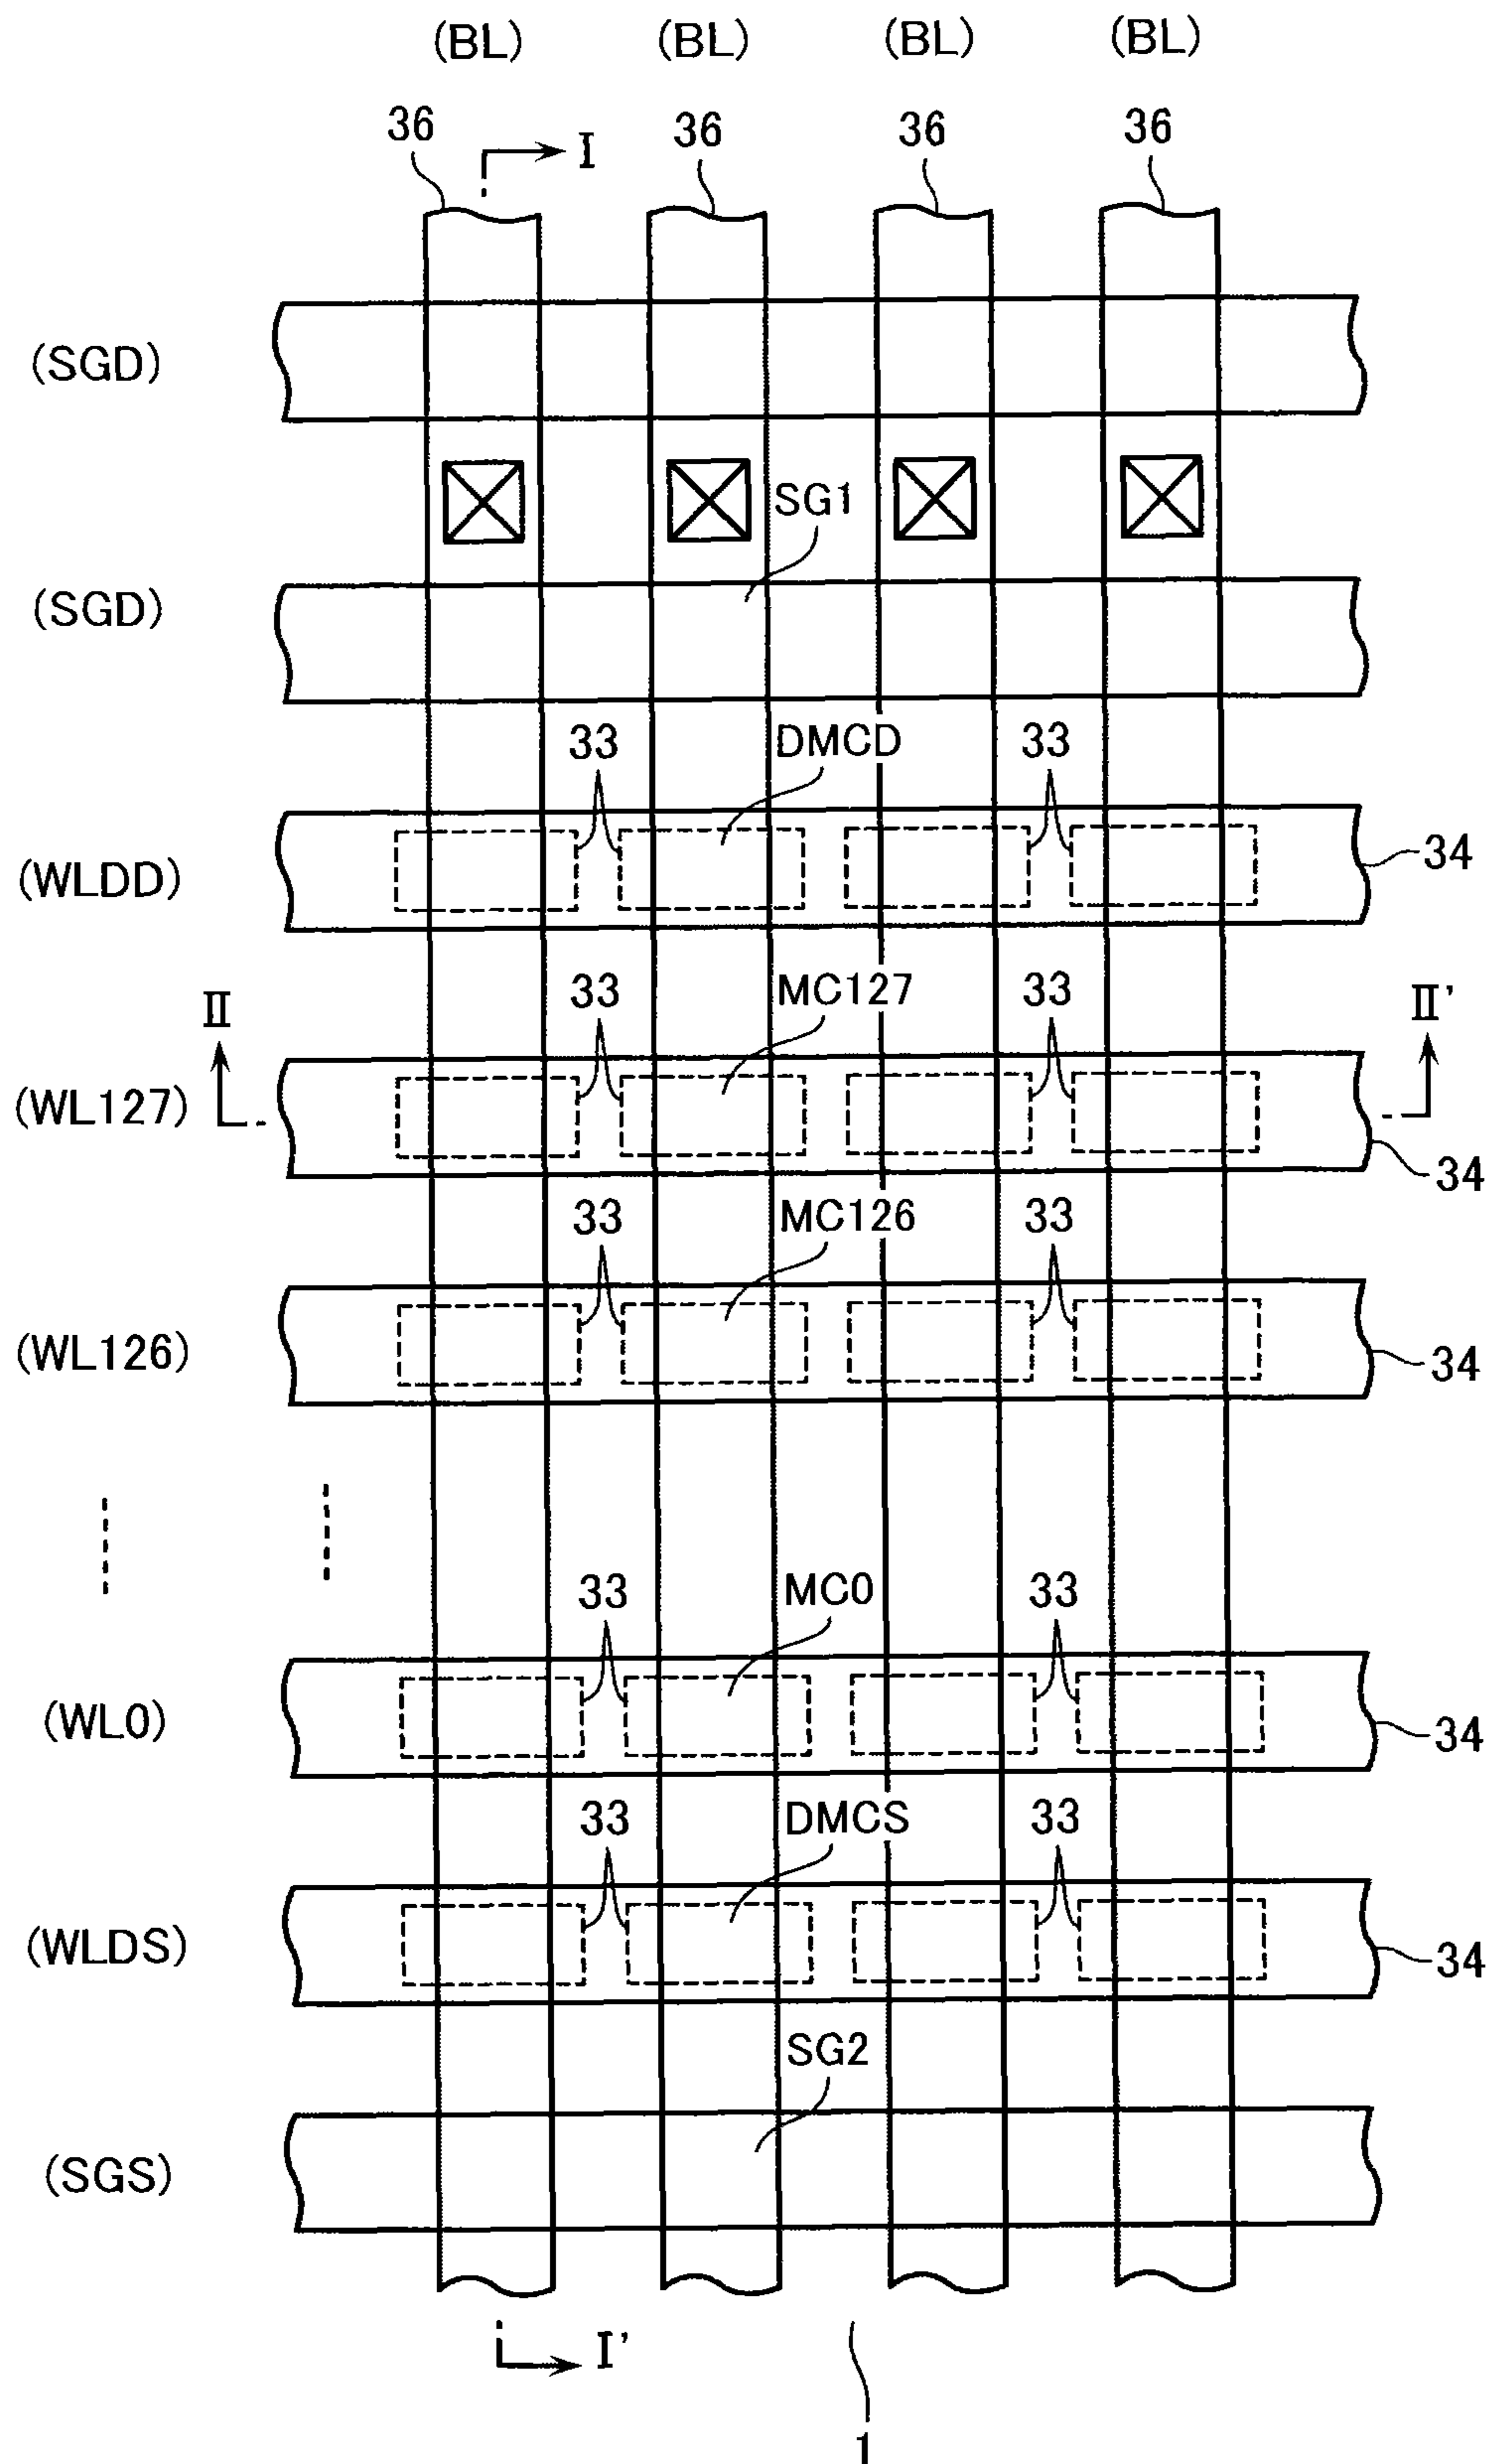 (BL) (BL) (BL) (BL)
36 I 36 36 36
(SGD)
SG1
(SGD)
33 DMCD 33
(WLDD) 34
33 MC127 33
II II'
(WL127)
34
33 MC126 33
(WL126) 34
33 MC0 33
(WL0) 34
33 DMCS 33
(WLDS) 34
SG2
(SGS)
I'
1